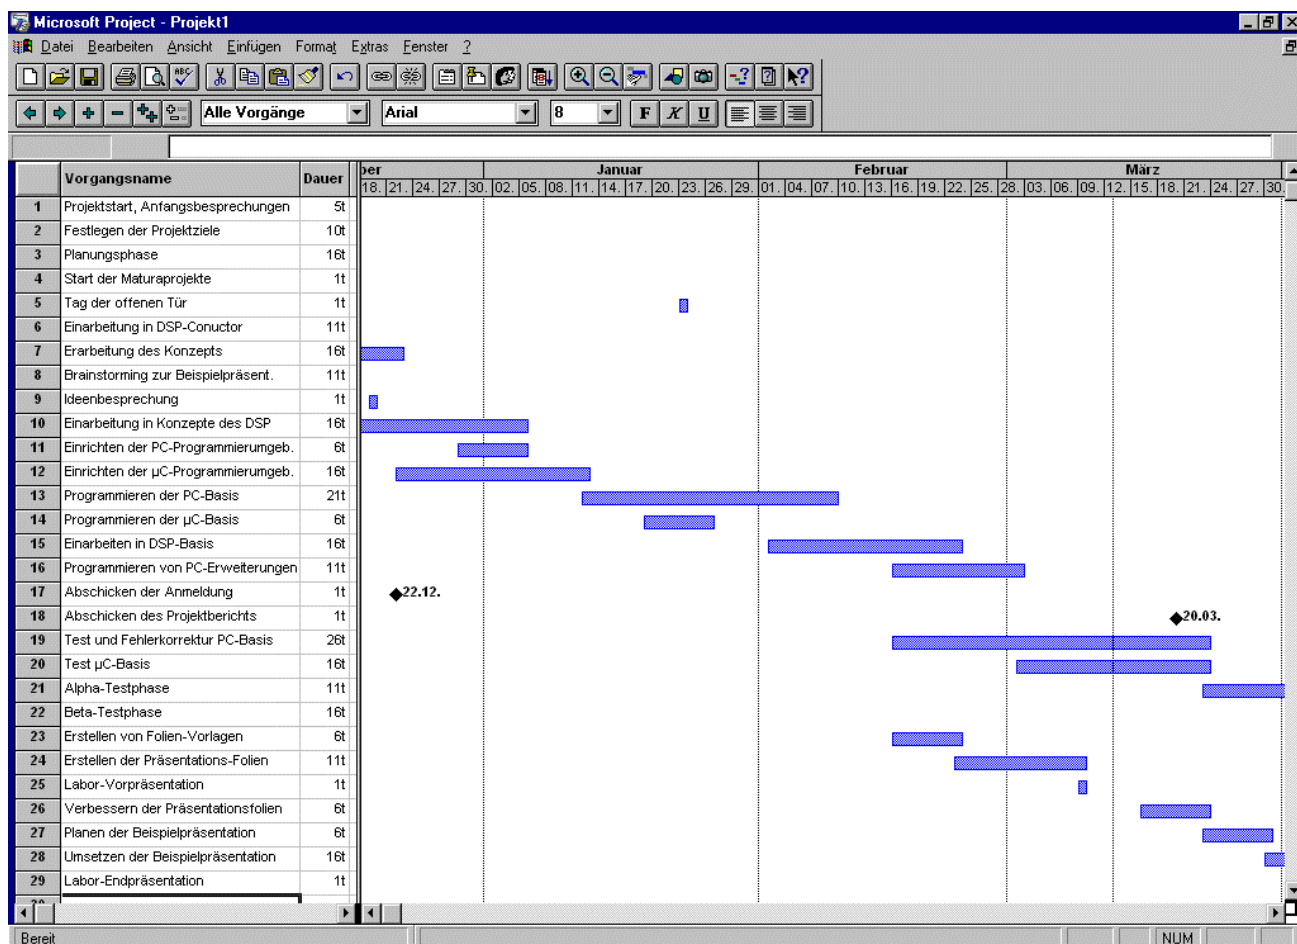 Microsoft Project - Projekt1
Datei Bearbeiten Ansicht Einfügen Format Extras Fenster ?
ABC
Alle Vorgänge Arial 8 F K U
Vorgangsname Dauer ber Januar Februar März
18. 21. 24. 27. 30. 02. 05. 08. 11. 14. 17. 20. 23. 26. 29. 01. 04. 07. 10. 13. 16. 19. 22. 25. 28. 03. 06. 09. 12. 15. 18. 21. 24. 27. 30.
1 Projektstart, Anfangsbesprechungen 5t
2 Festlegen der Projektziele 10t
3 Planungsphase 16t
4 Start der Maturaprojekte 1t
5 Tag der offenen Tür 1t
6 Einarbeitung in DSP-Conuctor 11t
7 Erarbeitung des Konzepts 16t
8 Brainstorming zur Beispielpräsent. 11t
9 Ideenbesprechung 1t
10 Einarbeitung in Konzepte des DSP 16t
11 Einrichten der PC-Programmierumgeb. 6t
12 Einrichten der µC-Programmierumgeb. 16t
13 Programmieren der PC-Basis 21t
14 Programmieren der µC-Basis 6t
15 Einarbeiten in DSP-Basis 16t
16 Programmieren von PC-Erweiterungen 11t
17 Abschicken der Anmeldung 1t 22.12.
18 Abschicken des Projektberichts 1t 20.03.
19 Test und Fehlerkorrektur PC-Basis 26t
20 Test µC-Basis 16t
21 Alpha-Testphase 11t
22 Beta-Testphase 16t
23 Erstellen von Folien-Vorlagen 6t
24 Erstellen der Präsentations-Folien 11t
25 Labor-Vorpräsentation 1t
26 Verbessern der Präsentationsfolien 6t
27 Planen der Beispielpräsentation 6t
28 Umsetzen der Beispielpräsentation 16t
29 Labor-Endpräsentation 1t
Bereit NUM